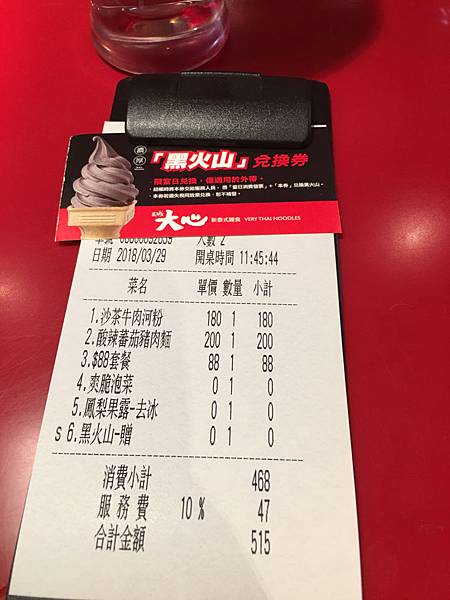 濃厚「黑火山」兌換券
限當日兌換，僅適用於外帶。
大心 新泰式麵食 VERY THAI NOODLES
人數 2
日期 2018/03/29 開桌時間 11:45:44
菜名 單價 數量 小計
1.沙茶牛肉河粉 180 1 180
2.酸辣蕃茄豬肉麵 200 1 200
3.$88套餐 88 1 88
4.爽脆泡菜 0 1 0
5.鳳梨果露-去冰 0 1 0
s 6.黑火山-贈 0 1 0
消費小計 468
服務費 10 % 47
合計金額 515